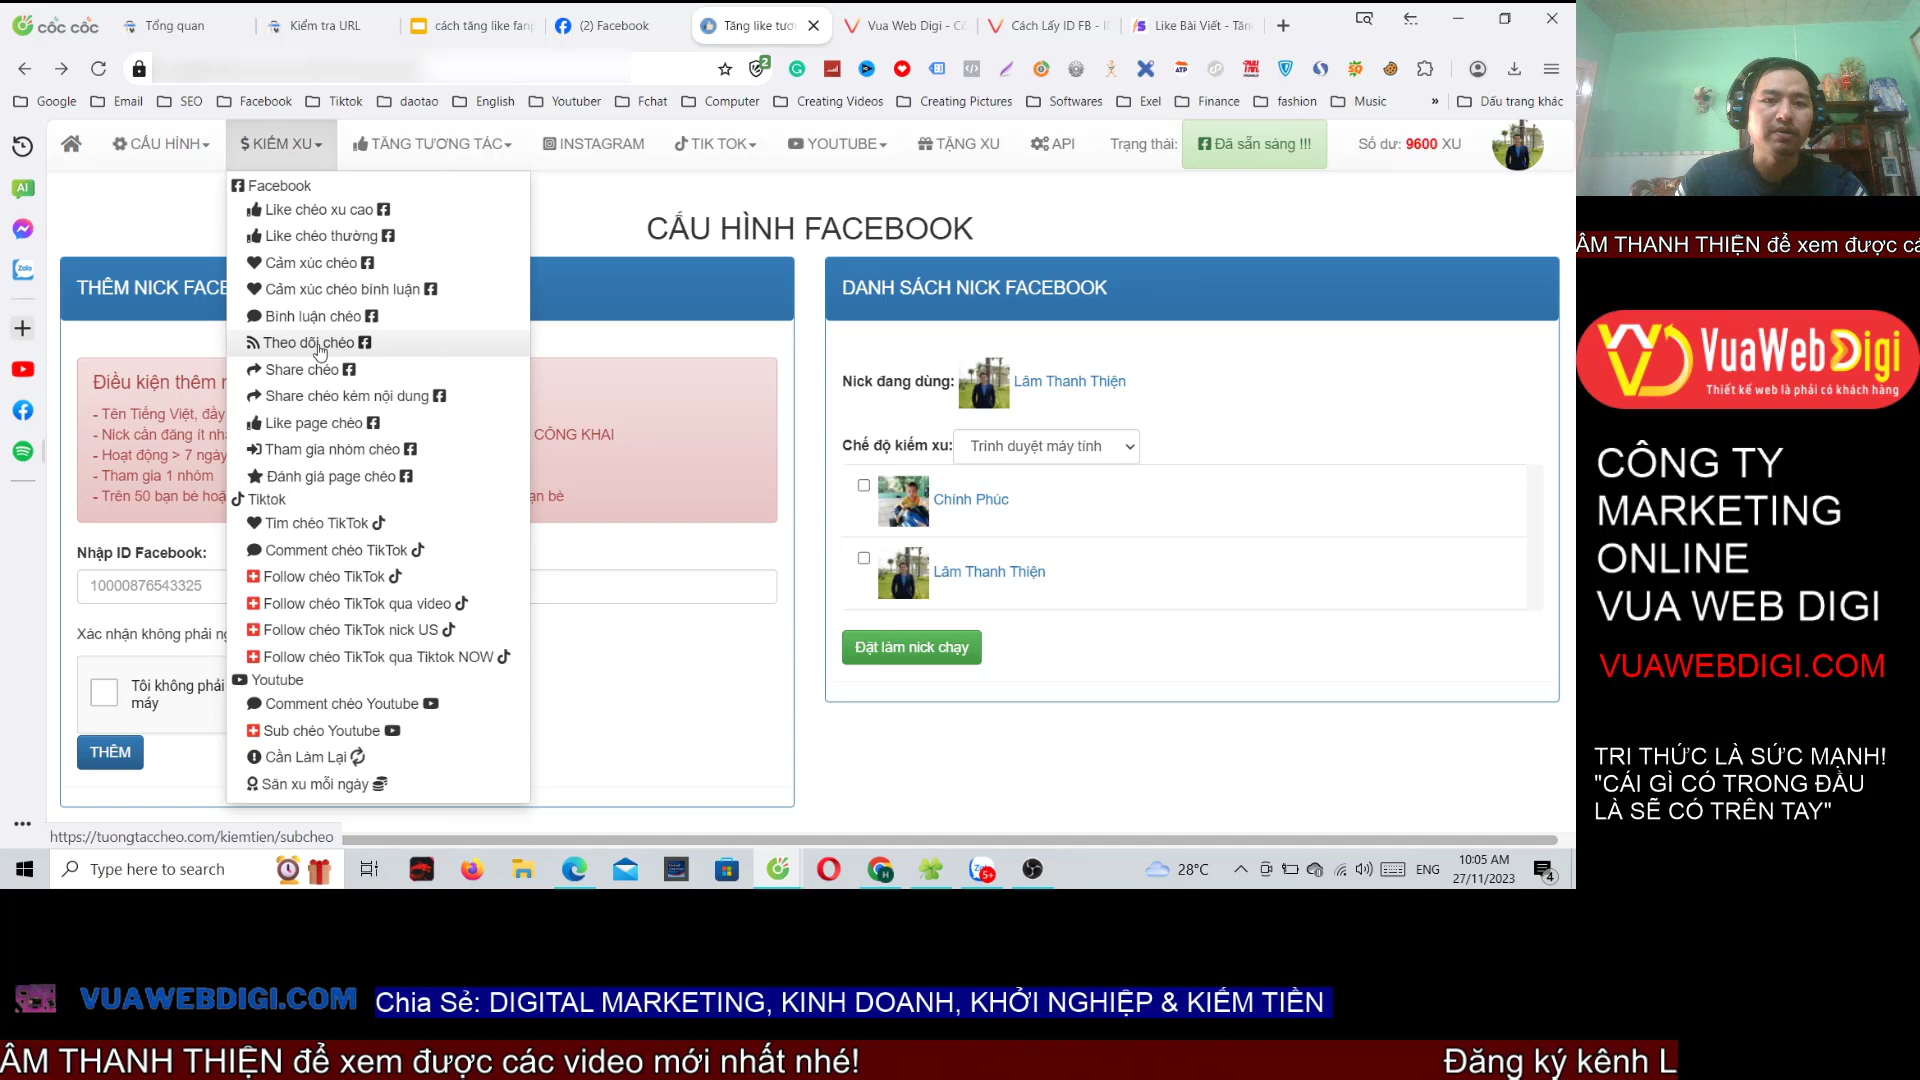 cốc cốc
Tổng quan
Kiểm tra URL
cách tăng like fanp
(2) Facebook
Tăng like tươ
Vua Web Digi - Cô
Cách Lấy ID FB - I
Like Bài Viết - Tăn
Google
Email
SEO
Facebook
Tiktok
daotao
English
Youtuber
Fchat
Computer
Creating Videos
Creating Pictures
Softwares
Exel
Finance
fashion
Music
»
Dấu trang khác
CẤU HÌNH
$ KIẾM XU
TĂNG TƯƠNG TÁC
INSTAGRAM
TIK TOK
YOUTUBE
TẶNG XU
API
Trạng thái:
Đã sẵn sàng !!!
Số dư: 9600 XU
Facebook
Like chéo xu cao
Like chéo thường
Cảm xúc chéo
Cảm xúc chéo bình luận
Bình luận chéo
Theo dõi chéo
Share chéo
Share chéo kèm nội dung
Like page chéo
Tham gia nhóm chéo
Đánh giá page chéo
Tiktok
Tim chéo TikTok
Comment chéo TikTok
Follow chéo TikTok
Follow chéo TikTok qua video
Follow chéo TikTok nick US
Follow chéo TikTok qua Tiktok NOW
Youtube
Comment chéo Youtube
Sub chéo Youtube
Cần Làm Lại
Săn xu mỗi ngày
CẤU HÌNH FACEBOOK
THÊM NICK FACE
Điều kiện thêm n
- Tên Tiếng Việt, đầy
- Nick cần đăng ít nhấ
CÔNG KHAI
- Hoạt động > 7 ngày
- Tham gia 1 nhóm
- Trên 50 bạn bè hoặ
ạn bè
Nhập ID Facebook:
10000876543325
Xác nhận không phải ng
Tôi không phải
máy
THÊM
DANH SÁCH NICK FACEBOOK
Nick đang dùng:
Lâm Thanh Thiện
Chế độ kiếm xu:
Trình duyệt máy tính
Chính Phúc
Lâm Thanh Thiện
Đặt làm nick chạy
https://tuongtaccheo.com/kiemtien/subcheo
Type here to search
28°C
ENG
10:05 AM
27/11/2023
ÂM THANH THIỆN để xem được cá
VuaWebDigi
Thiết kế web là phải có khách hàng
CÔNG TY
MARKETING
ONLINE
VUA WEB DIGI
VUAWEBDIGI.COM
TRI THỨC LÀ SỨC MẠNH!
"CÁI GÌ CÓ TRONG ĐẦU
LÀ SẼ CÓ TRÊN TAY"
VUAWEBDIGI.COM
Chia Sẻ: DIGITAL MARKETING, KINH DOANH, KHỞI NGHIỆP & KIẾM TIỀN
ÂM THANH THIỆN để xem được các video mới nhất nhé!
Đăng ký kênh L